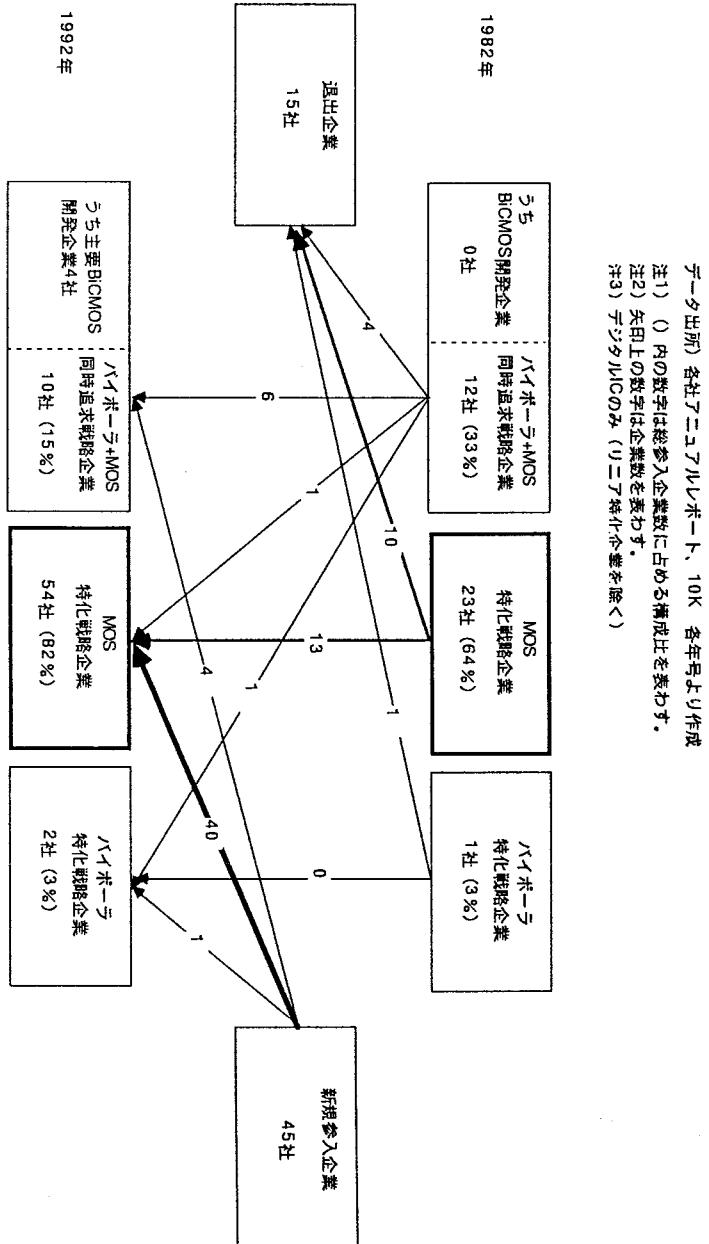 1982年
うち
BiCMOS開発企業
0社
バイポーラ+MOS
同時追求戦略企業
12社 (33%)
MOS
特化戦略企業
23社 (64%)
バイポーラ
特化戦略企業
1社 (3%)
退出企業
15社
4
6
1
1
10
13
1
0
4
40
1
新規参入企業
45社
1992年
うち主要BiCMOS
開発企業4社
バイポーラ+MOS
同時追求戦略企業
10社 (15%)
MOS
特化戦略企業
54社 (82%)
バイポーラ
特化戦略企業
2社 (3%)
データ出所) 各社アニュアルレポート、10K 各年号より作成
注1) () 内の数字は総参入企業数に占める構成比を表わす。
注2) 矢印上の数字は企業数を表わす。
注3) デジタルICのみ (リニア特化企業を除く)